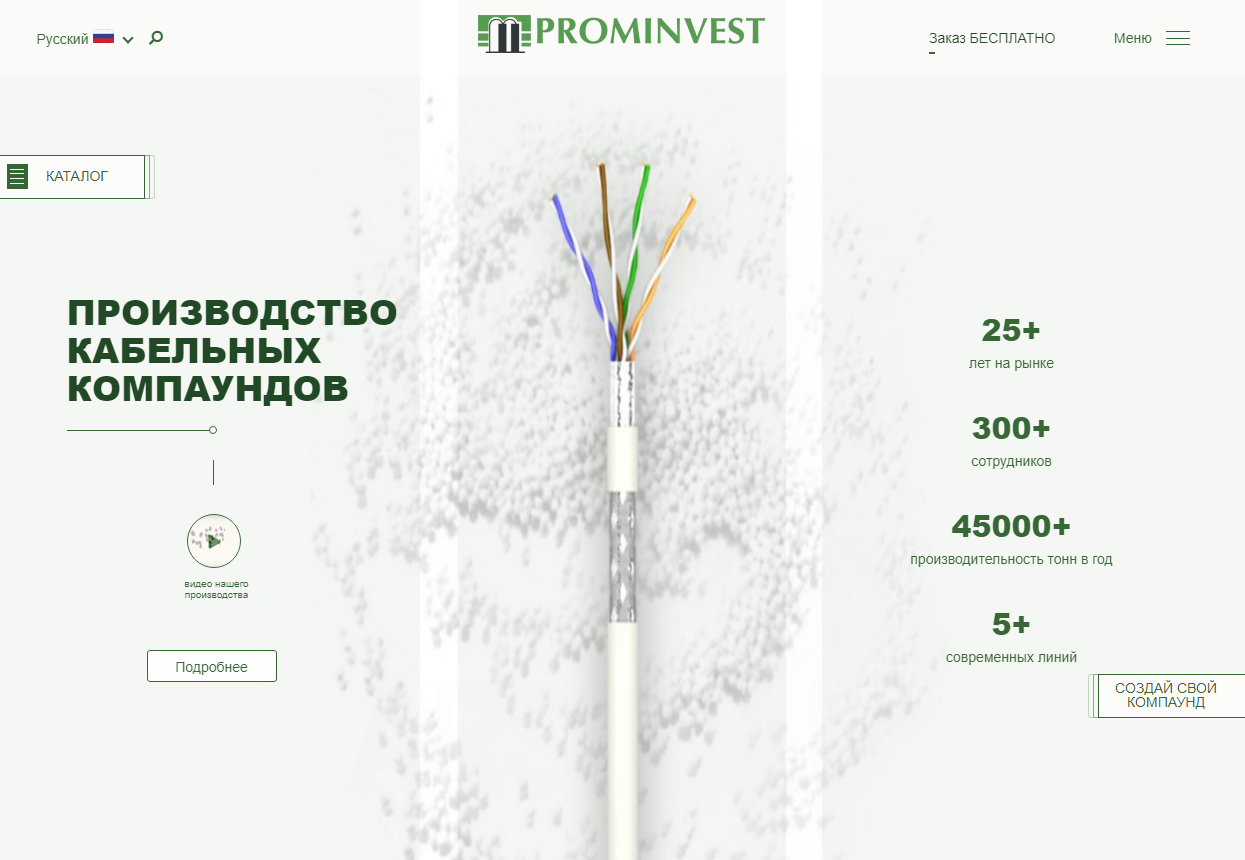 Русский
PROMINVEST
Заказ БЕСПЛАТНО
Меню
КАТАЛОГ
ПРОИЗВОДСТВО
КАБЕЛЬНЫХ
КОМПАУНДОВ
видео нашего
производства
Подробнее
25+
лет на рынке
300+
сотрудников
45000+
производительность тонн в год
5+
современных линий
СОЗДАЙ СВОЙ
КОМПАУНД